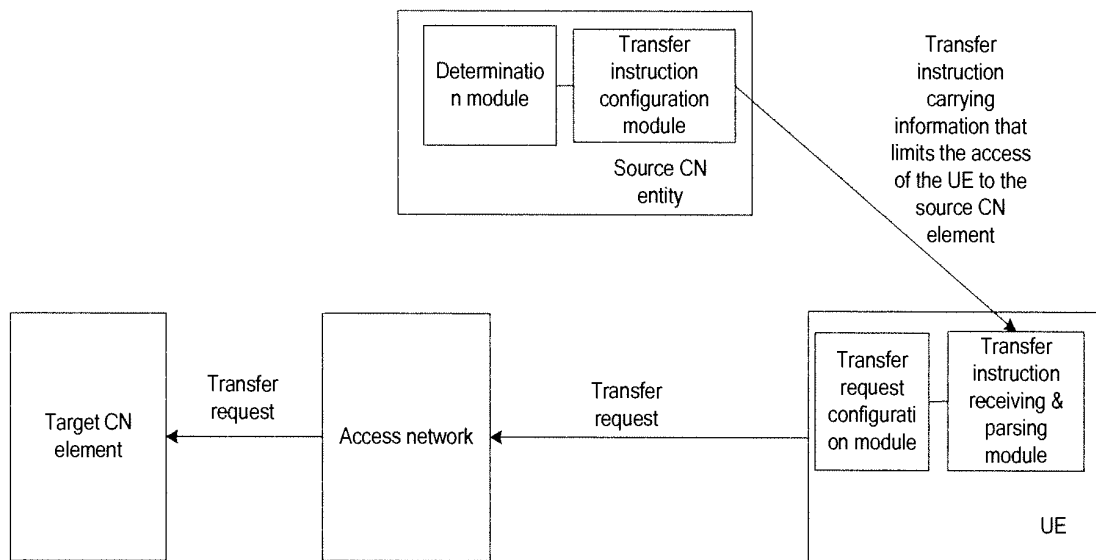 Determinatio
n module
Transfer
instruction
configuration
module
Source CN
entity
Transfer
instruction
carrying
information that
limits the access
of the UE to the
source CN
element
Target CN
element
Transfer
request
Access network
Transfer
request
Transfer
request
configurati
on module
Transfer
instruction
receiving &
parsing
module
UE